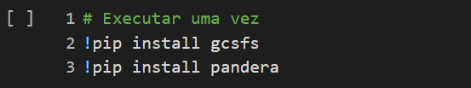 [ ] 1 # Executar uma vez
2 !pip install gcsfs
3 !pip install pandera